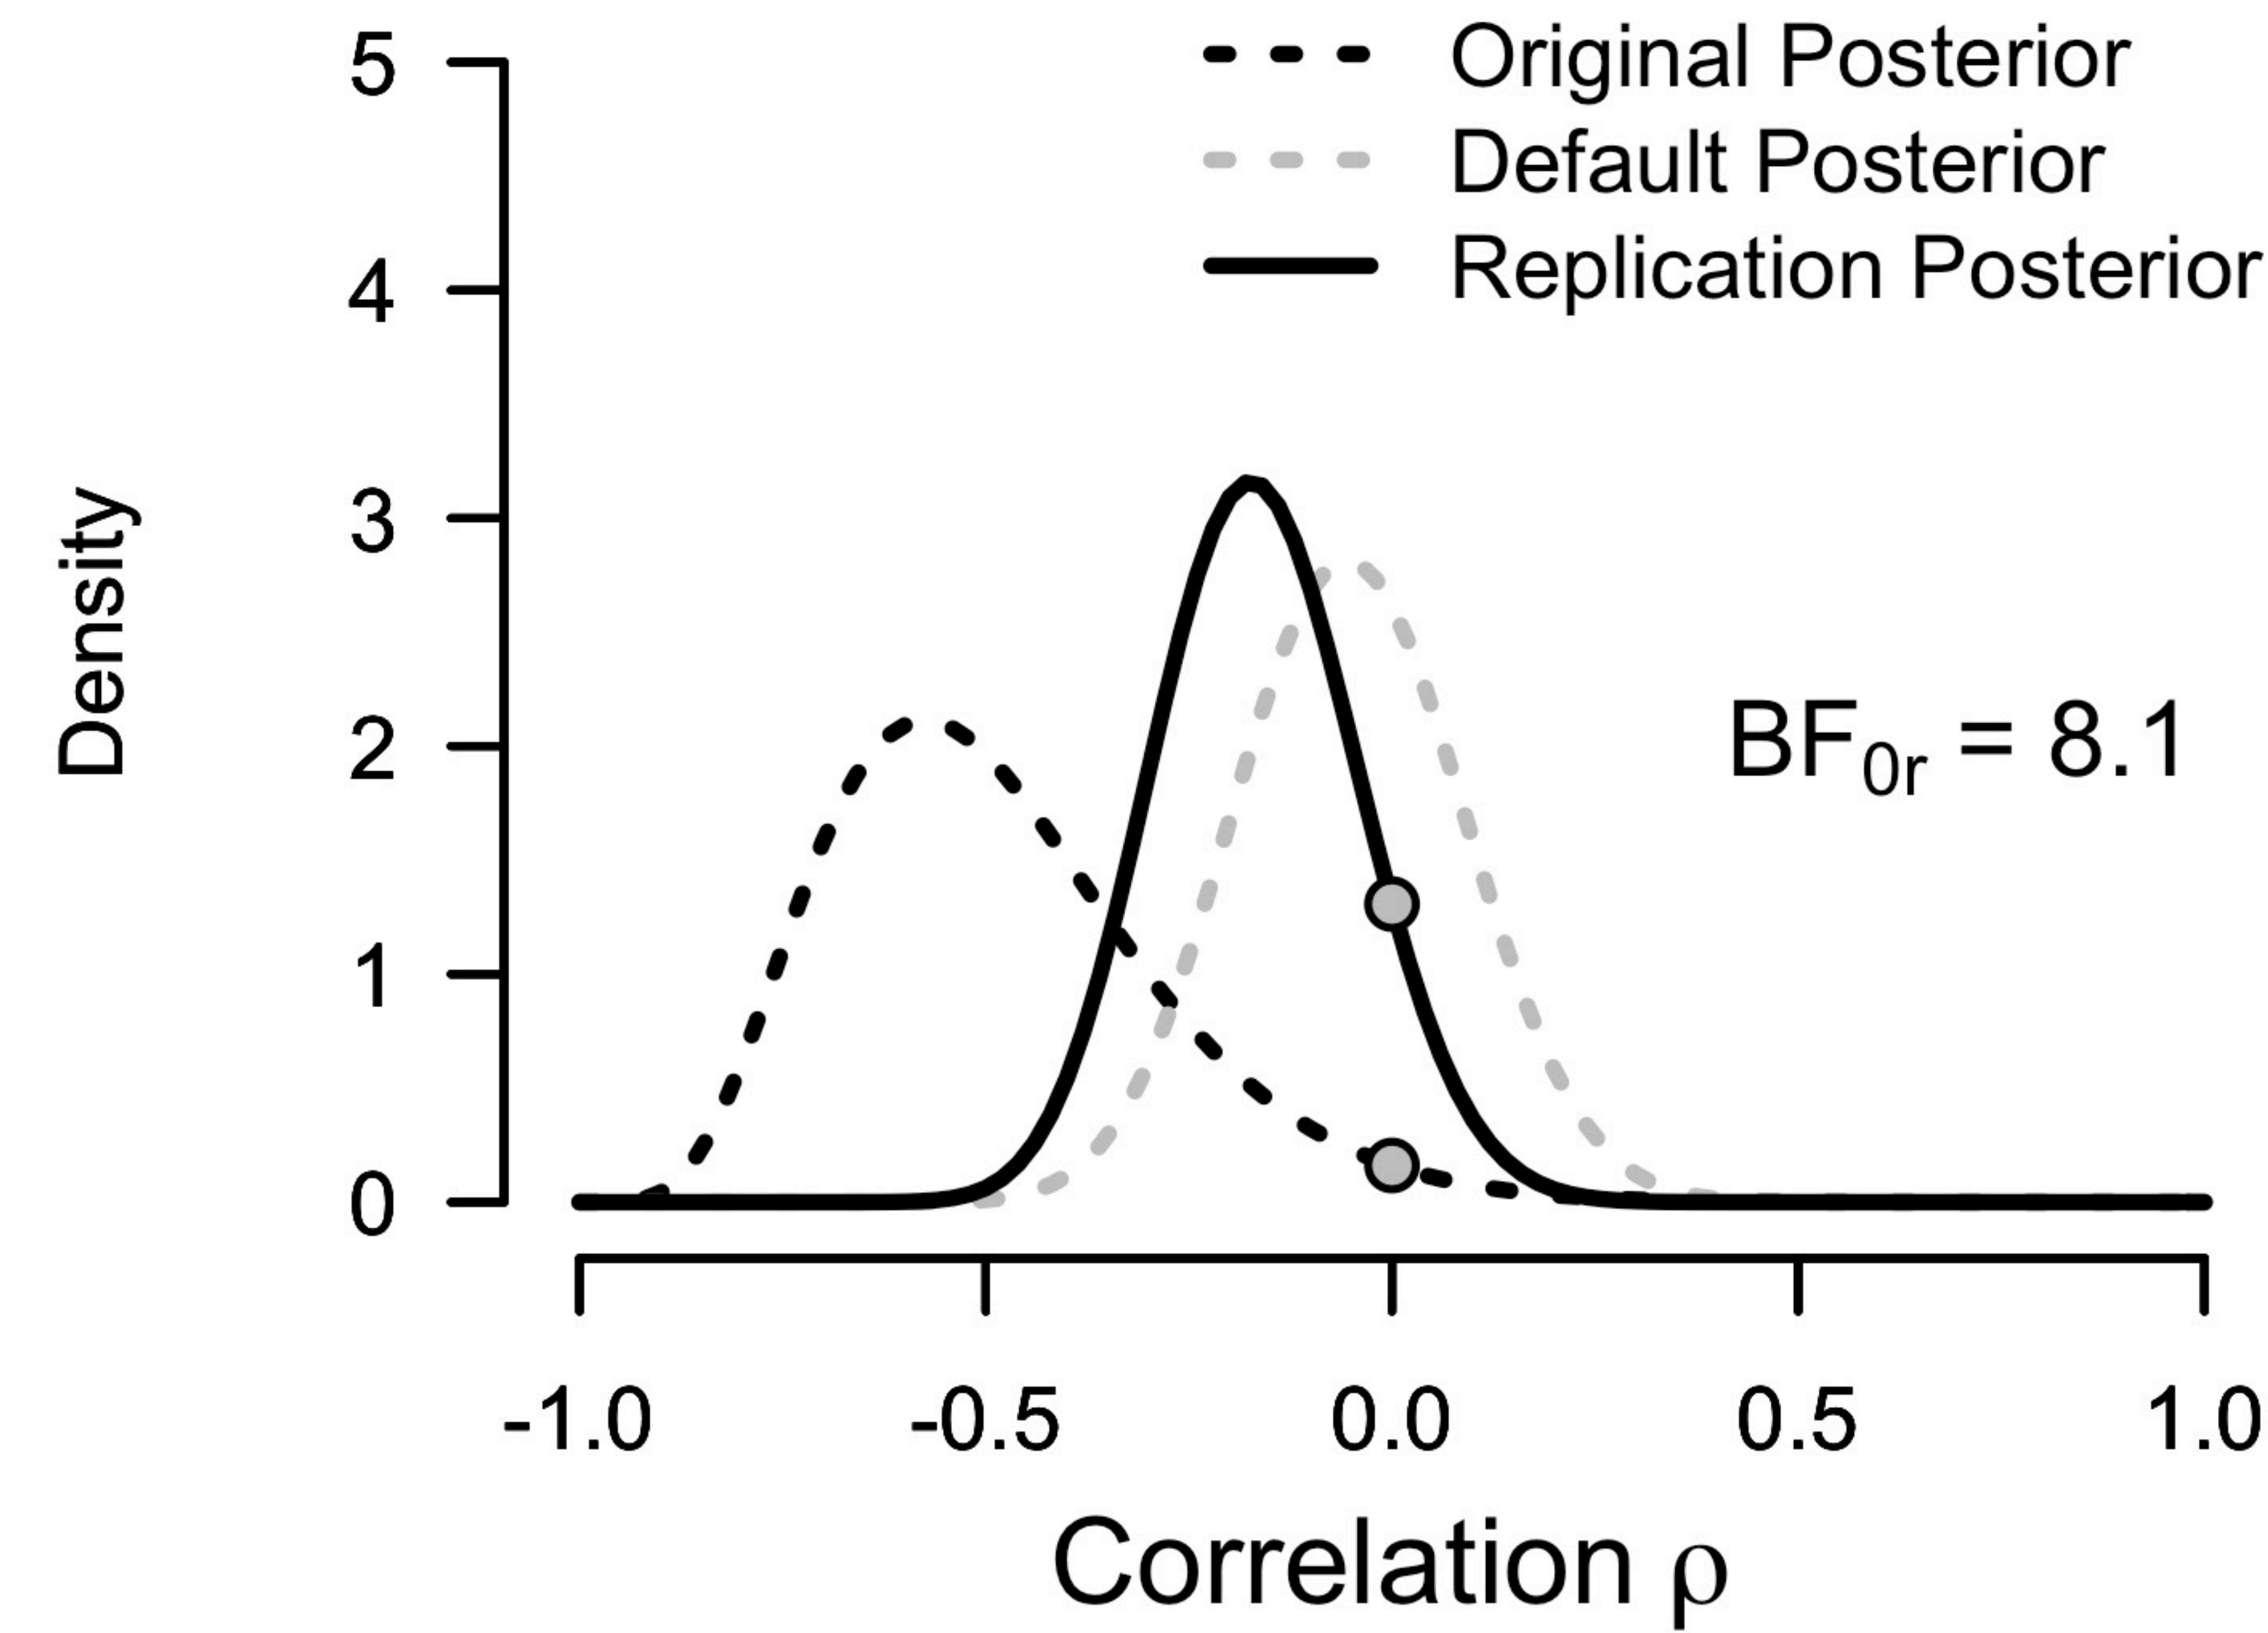 Original Posterior
Default Posterior
Replication Posterior
5
4
3
2
1
0
Density
BF0r = 8.1
-1.0 -0.5 0.0 0.5 1.0
Correlation ρ